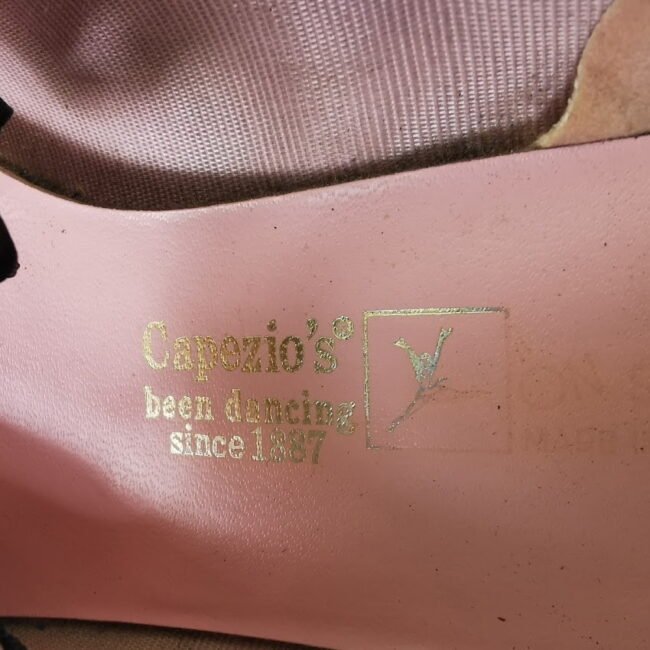 Capezio's®
been dancing
since 1887